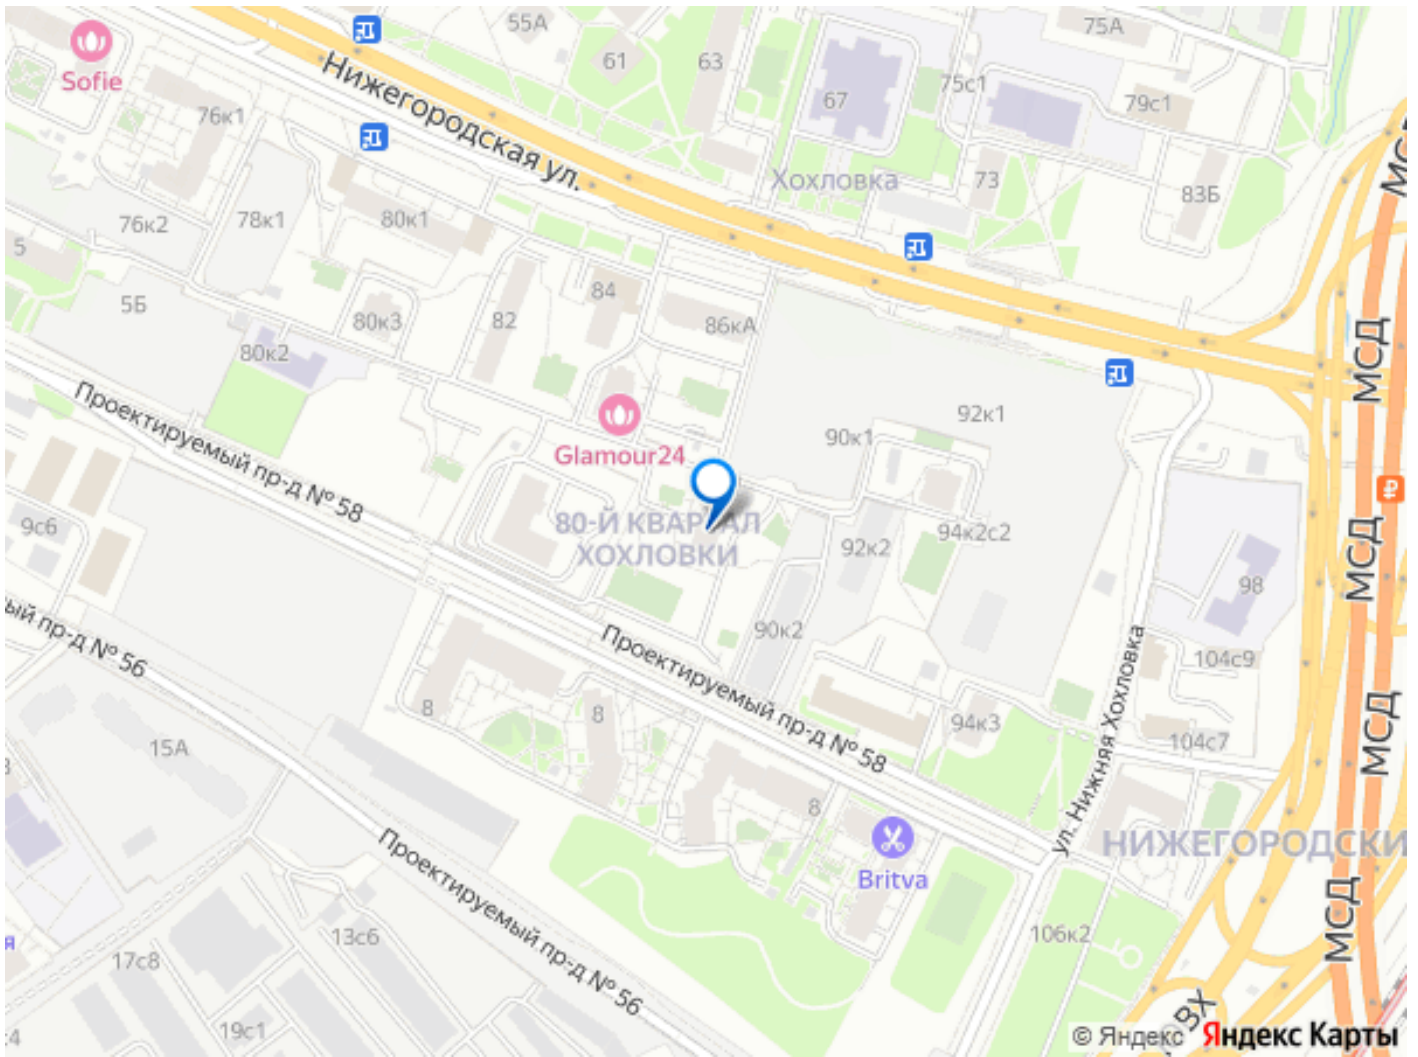 55А
75А
Sofie
61
63
Нижегородская ул.
75с1
67
79с1
76к1
Хохловка
73
83Б
76к2
78к1
80к1
5
84
5Б
80к3
82
86кА
МСД
80к2
Проектируемый пр-д № 58
92к1
90к1
Glamour24
9с6
80-Й КВАРТАЛ
ХОХЛОВКИ
94к2с2
92к2
МСД
98
пр-д № 56
90к2
Проектируемый пр-д № 58
104с9
8
8
94к3
ул. Нижняя Хохловка
104с7
МСД
15А
8
НИЖЕГОРОДСКИ
Britva
Проектируемый пр-д № 56
МСД
13с6
106к2
я
17с8
19с1
© Яндекс Яндекс Карты